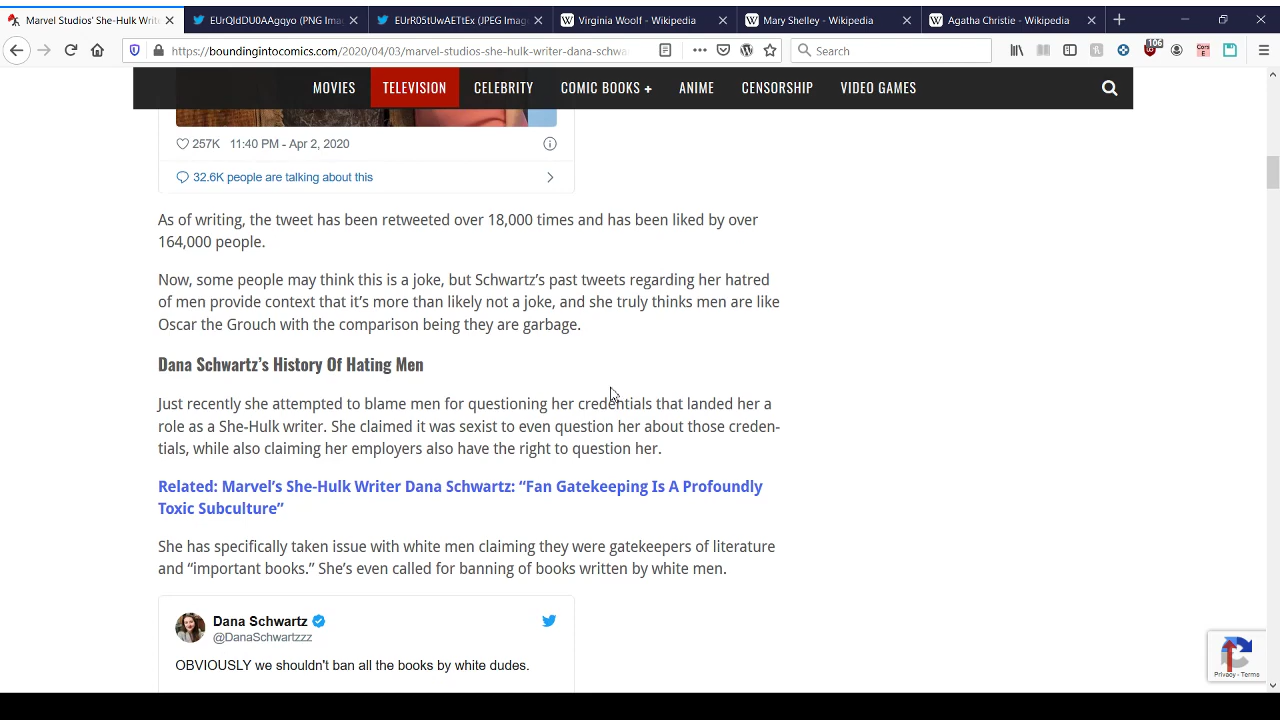 Marvel Studios' She-Hulk Write
EUrQIdDU0AAgqyo (PNG Imag
EUrR05tUwAETtEx (JPEG Image
Virginia Woolf - Wikipedia
Mary Shelley - Wikipedia
Agatha Christie - Wikipedia
https://boundingintocomics.com/2020/04/03/marvel-studios-she-hulk-writer-dana-schwa
Search
106
MOVIES
TELEVISION
CELEBRITY
COMIC BOOKS +
ANIME
CENSORSHIP
VIDEO GAMES
257K 11:40 PM - Apr 2, 2020
32.6K people are talking about this
As of writing, the tweet has been retweeted over 18,000 times and has been liked by over
164,000 people.
Now, some people may think this is a joke, but Schwartz's past tweets regarding her hatred
of men provide context that it's more than likely not a joke, and she truly thinks men are like
Oscar the Grouch with the comparison being they are garbage.
Dana Schwartz's History Of Hating Men
Just recently she attempted to blame men for questioning her credentials that landed her a
role as a She-Hulk writer. She claimed it was sexist to even question her about those creden-
tials, while also claiming her employers also have the right to question her.
Related: Marvel's She-Hulk Writer Dana Schwartz: “Fan Gatekeeping Is A Profoundly
Toxic Subculture”
She has specifically taken issue with white men claiming they were gatekeepers of literature
and “important books.” She's even called for banning of books written by white men.
Dana Schwartz
@DanaSchwartzzz
OBVIOUSLY we shouldn't ban all the books by white dudes.
Privacy - Terms